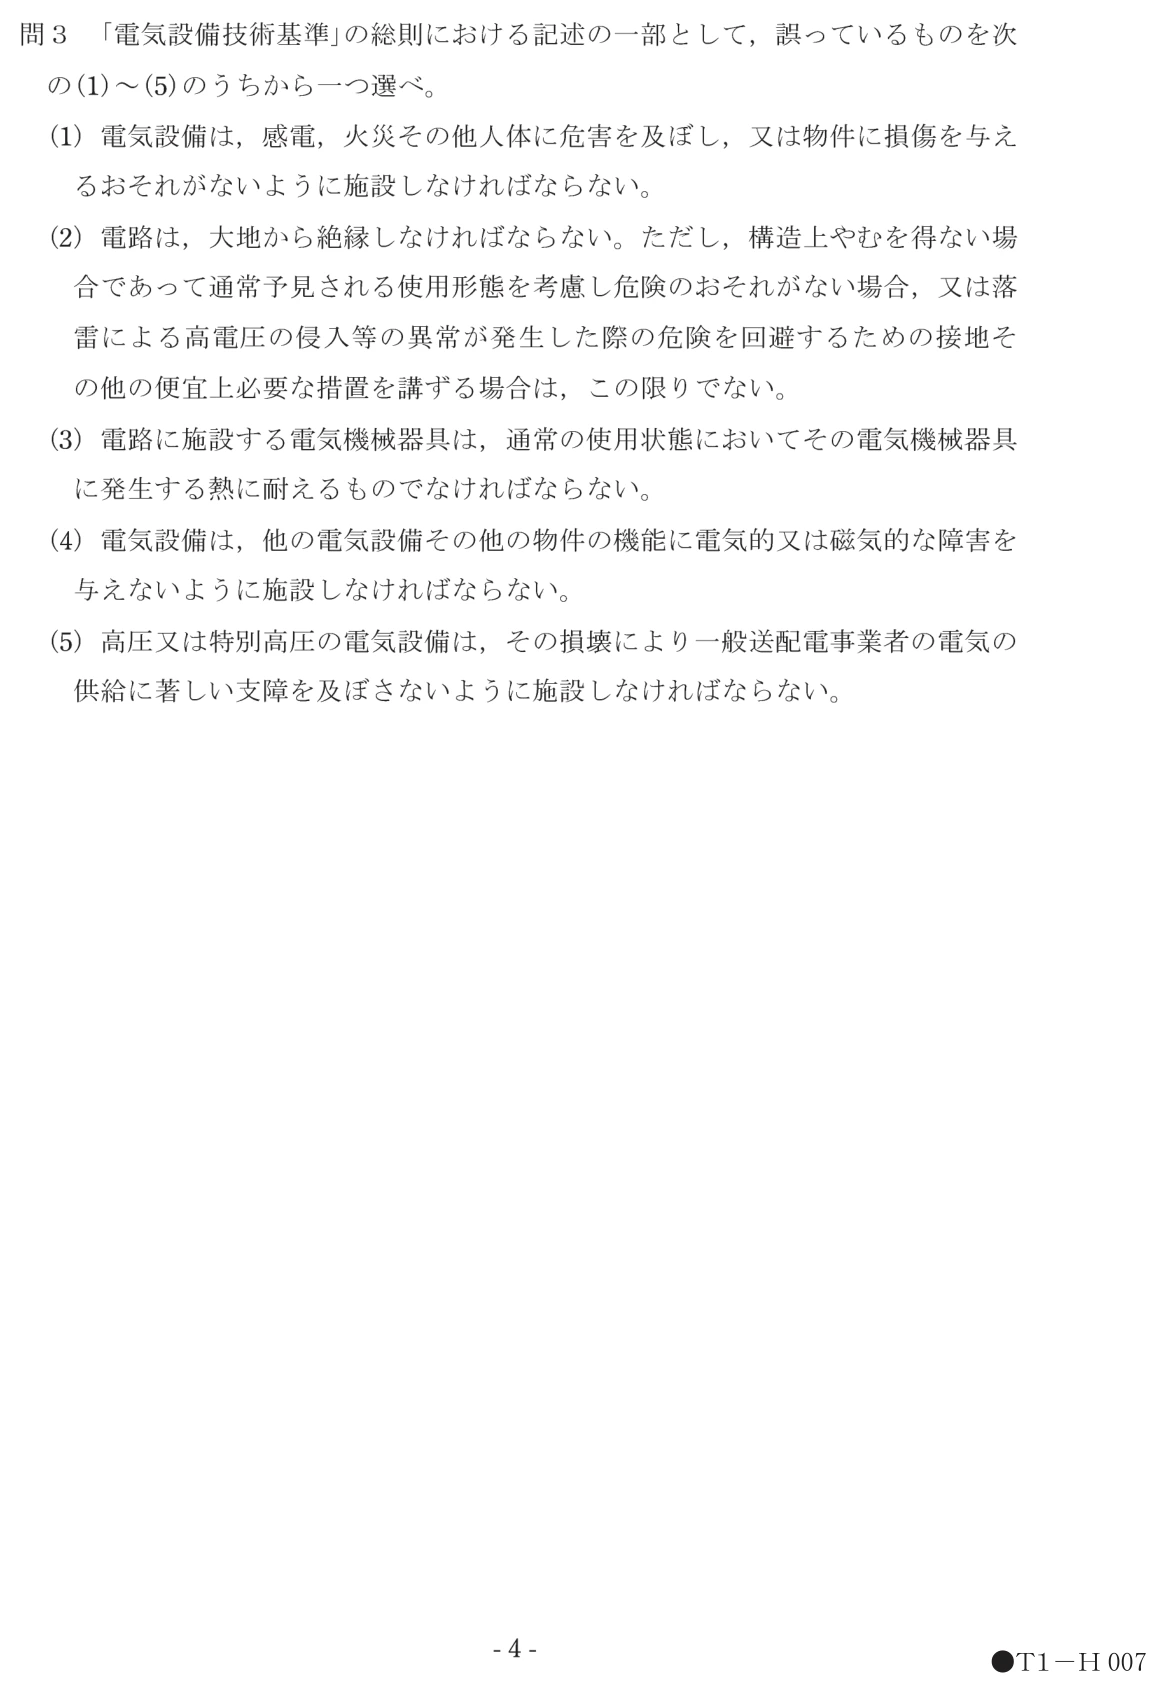 問３　「電気設備技術基準」の総則における記述の一部として，誤っているものを次
の(1)～(5)のうちから一つ選べ。
(1) 電気設備は，感電，火災その他人体に危害を及ぼし，又は物件に損傷を与え
るおそれがないように施設しなければならない。
(2) 電路は，大地から絶縁しなければならない。ただし，構造上やむを得ない場
合であって通常予見される使用形態を考慮し危険のおそれがない場合，又は落
雷による高電圧の侵入等の異常が発生した際の危険を回避するための接地そ
の他の便宜上必要な措置を講ずる場合は，この限りでない。
(3) 電路に施設する電気機械器具は，通常の使用状態においてその電気機械器具
に発生する熱に耐えるものでなければならない。
(4) 電気設備は，他の電気設備その他の物件の機能に電気的又は磁気的な障害を
与えないように施設しなければならない。
(5) 高圧又は特別高圧の電気設備は，その損壊により一般送配電事業者の電気の
供給に著しい支障を及ぼさないように施設しなければならない。
- 4 -
●T1－H 007